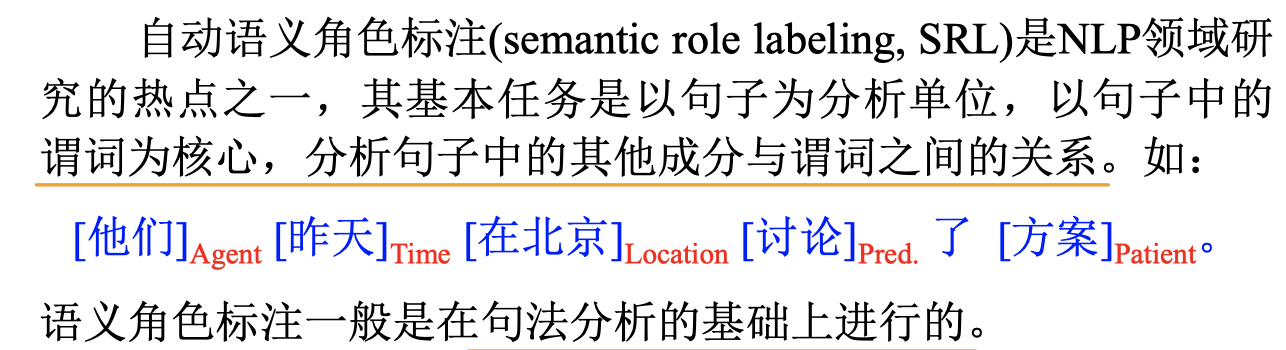 自动语义角色标注(semantic role labeling, SRL)是NLP领域研
究的热点之一，其基本任务是以句子为分析单位，以句子中的
谓词为核心，分析句子中的其他成分与谓词之间的关系。如：
[他们]Agent [昨天]Time [在北京]Location [讨论]Pred. 了 [方案]Patient。
语义角色标注一般是在句法分析的基础上进行的。